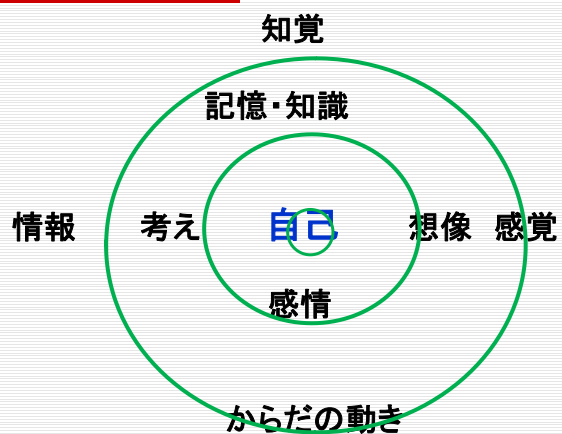 知覚
記憶・知識
情報 考え 自己 想像 感覚
感情
からだの動き